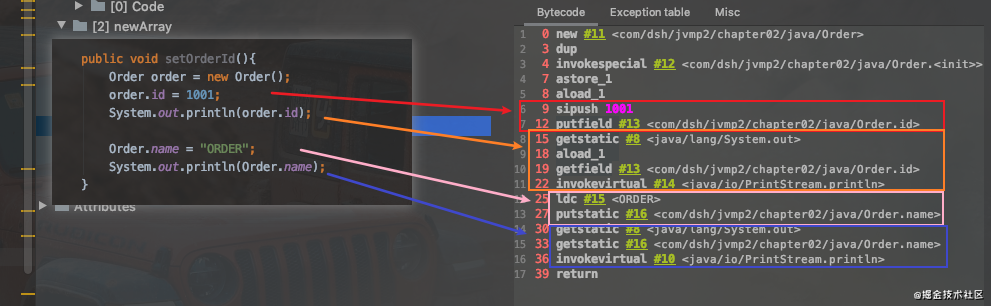 [0] Code
[2] newArray
public void setOrderId(){
Order order = new Order();
order.id = 1001;
System.out.println(order.id);
Order.name = "ORDER";
System.out.println(Order.name);
}
Attributes
Bytecode Exception table Misc
1 0 new #11 <com/dsh/jvmp2/chapter02/java/Order>
2 3 dup
3 4 invokespecial #12 <com/dsh/jvmp2/chapter02/java/Order.<init>>
4 7 astore_1
5 8 aload_1
6 9 sipush 1001
7 12 putfield #13 <com/dsh/jvmp2/chapter02/java/Order.id>
8 15 getstatic #8 <java/lang/System.out>
9 18 aload_1
10 19 getfield #13 <com/dsh/jvmp2/chapter02/java/Order.id>
11 22 invokevirtual #14 <java/io/PrintStream.println>
12 25 ldc #15 <ORDER>
13 27 putstatic #16 <com/dsh/jvmp2/chapter02/java/Order.name>
14 30 getstatic #8 <java/lang/System.out>
15 33 getstatic #16 <com/dsh/jvmp2/chapter02/java/Order.name>
16 36 invokevirtual #10 <java/io/PrintStream.println>
17 39 return
@掘金技术社区